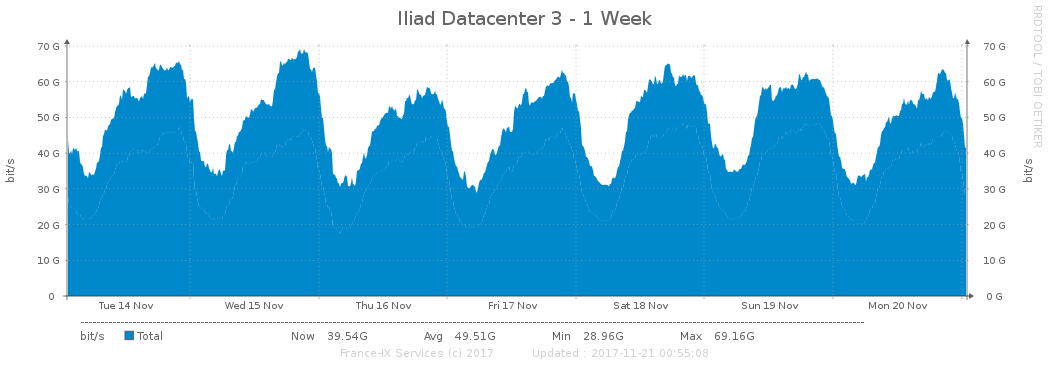 Iliad Datacenter 3 - 1 Week
RRDTOOL / TOBI OETIKER
70 G 70 G
60 G 60 G
50 G 50 G
40 G 40 G
30 G 30 G
20 G 20 G
10 G 10 G
0 0 G
bit/s bit/s
Tue 14 Nov Wed 15 Nov Thu 16 Nov Fri 17 Nov Sat 18 Nov Sun 19 Nov Mon 20 Nov
bit/s Total Now 39.54G Avg 49.51G Min 28.96G Max 69.16G
France-IX Services (c) 2017 Updated : 2017-11-21 00:55:08